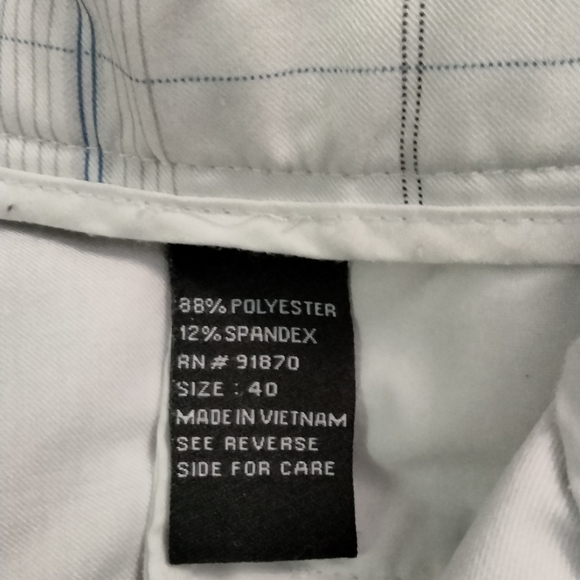 88% POLYESTER
12% SPANDEX
RN # 91870
SIZE : 40
MADE IN VIETNAM
SEE REVERSE
SIDE FOR CARE